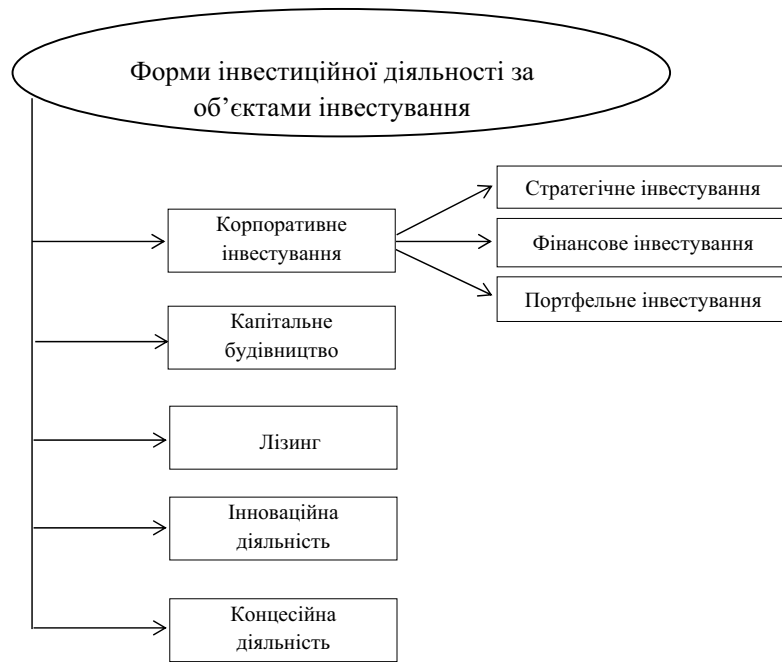 Форми інвестиційної діяльності за
об’єктами інвестування
Корпоративне
інвестування
Стратегічне інвестування
Фінансове інвестування
Портфельне інвестування
Капітальне
будівництво
Лізинг
Інноваційна
діяльність
Концесійна
діяльність